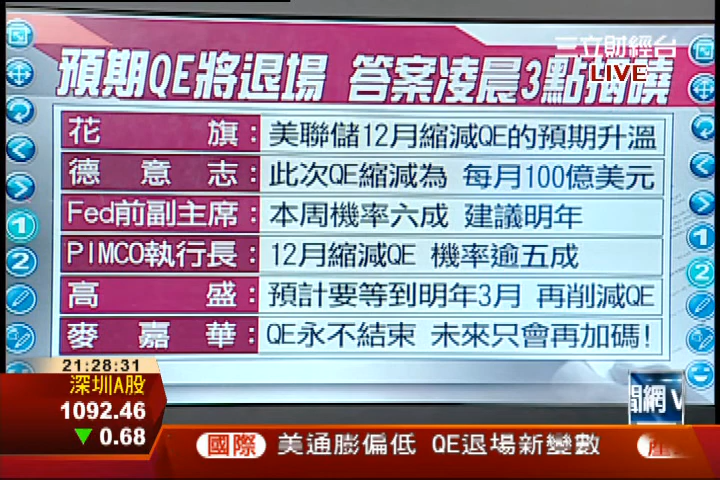 三立財經台
LIVE
預期QE將退場 答案凌晨3點揭曉
花旗：美聯儲12月縮減QE的預期升溫
德意志：此次QE縮減為 每月100億美元
Fed前副主席：本周機率六成 建議明年
PIMCO執行長：12月縮減QE 機率逾五成
高盛：預計要等到明年3月 再削減QE
麥嘉華：QE永不結束 未來只會再加碼!
1
2
1
2
21:28:31
深圳A股
1092.46
▼0.68
聞網 V
國際 美通膨偏低 QE退場新變數